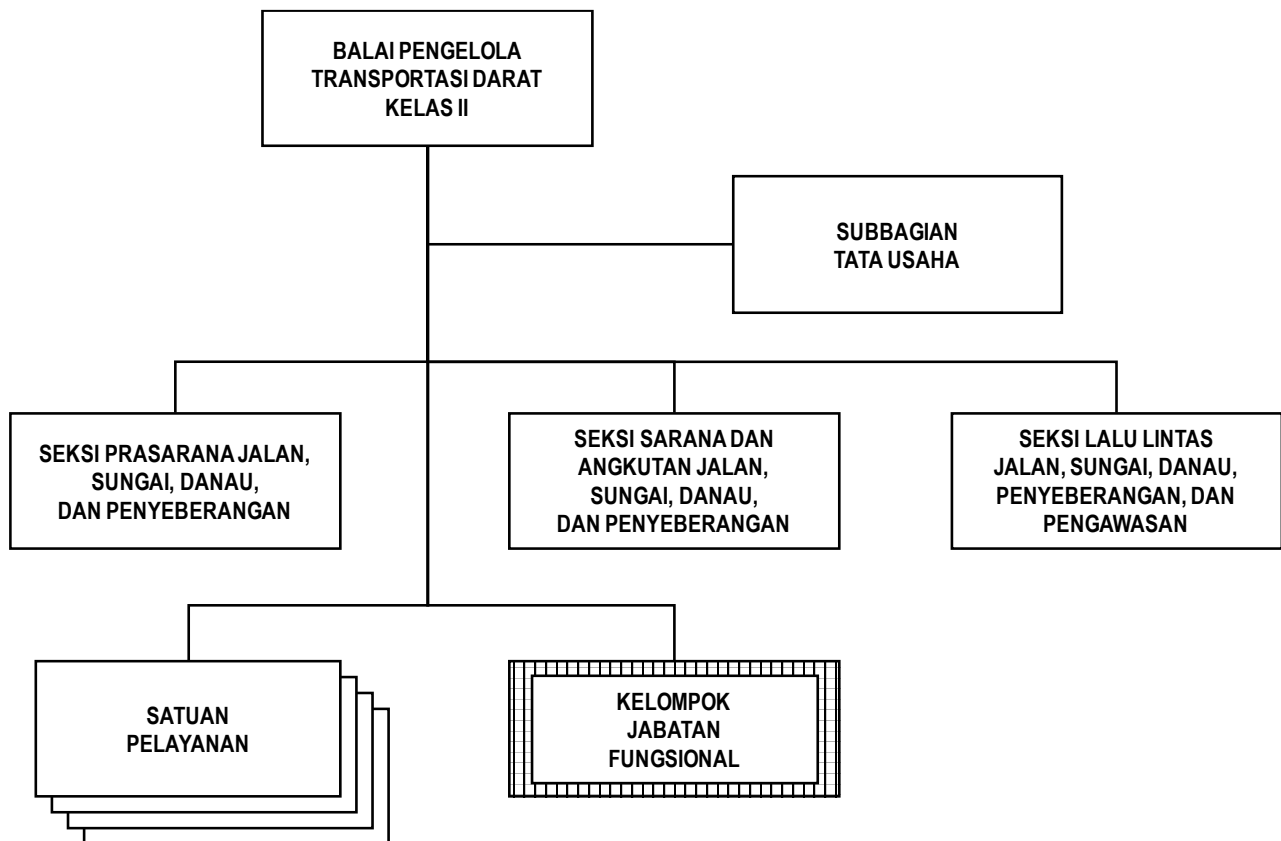 BALAI PENGELOLA
TRANSPORTASI DARAT
KELAS II
SUBBAGIAN
TATA USAHA
SEKSI PRASARANA JALAN,
SUNGAI, DANAU,
DAN PENYEBERANGAN
SEKSI SARANA DAN
ANGKUTAN JALAN,
SUNGAI, DANAU,
DAN PENYEBERANGAN
SEKSI LALU LINTAS
JALAN, SUNGAI, DANAU,
PENYEBERANGAN, DAN
PENGAWASAN
SATUAN
PELAYANAN
KELOMPOK
JABATAN
FUNGSIONAL